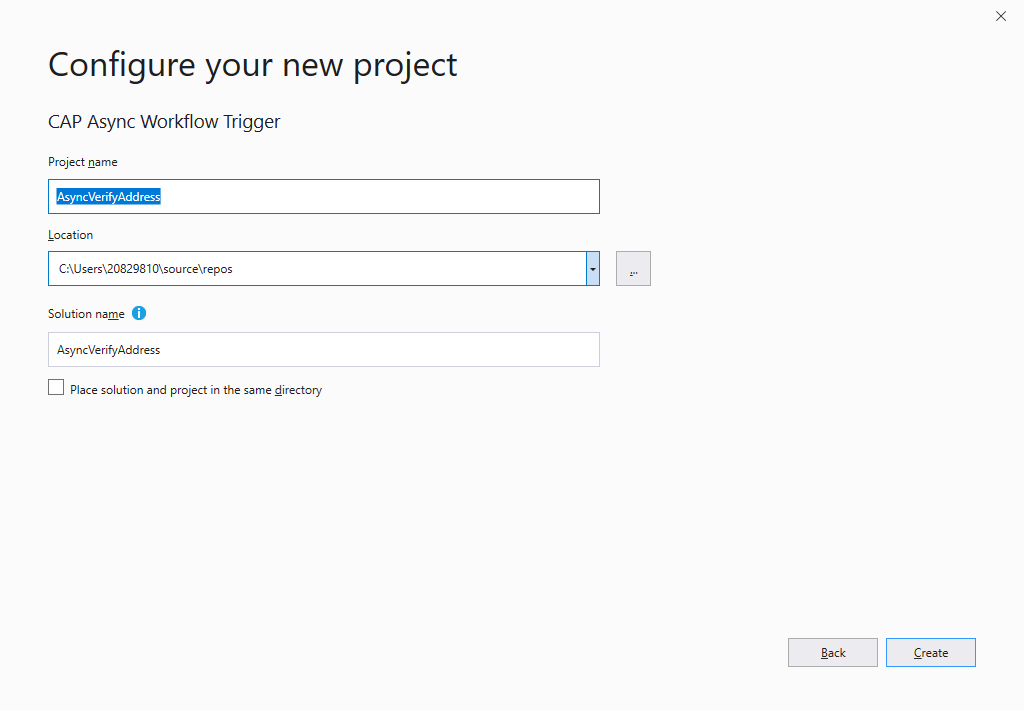 Configure your new project
CAP Async Workflow Trigger
Project name
AsyncVerifyAddress
Location
C:\Users\20829810\source\repos
...
Solution name
i
AsyncVerifyAddress
Place solution and project in the same directory
Back
Create